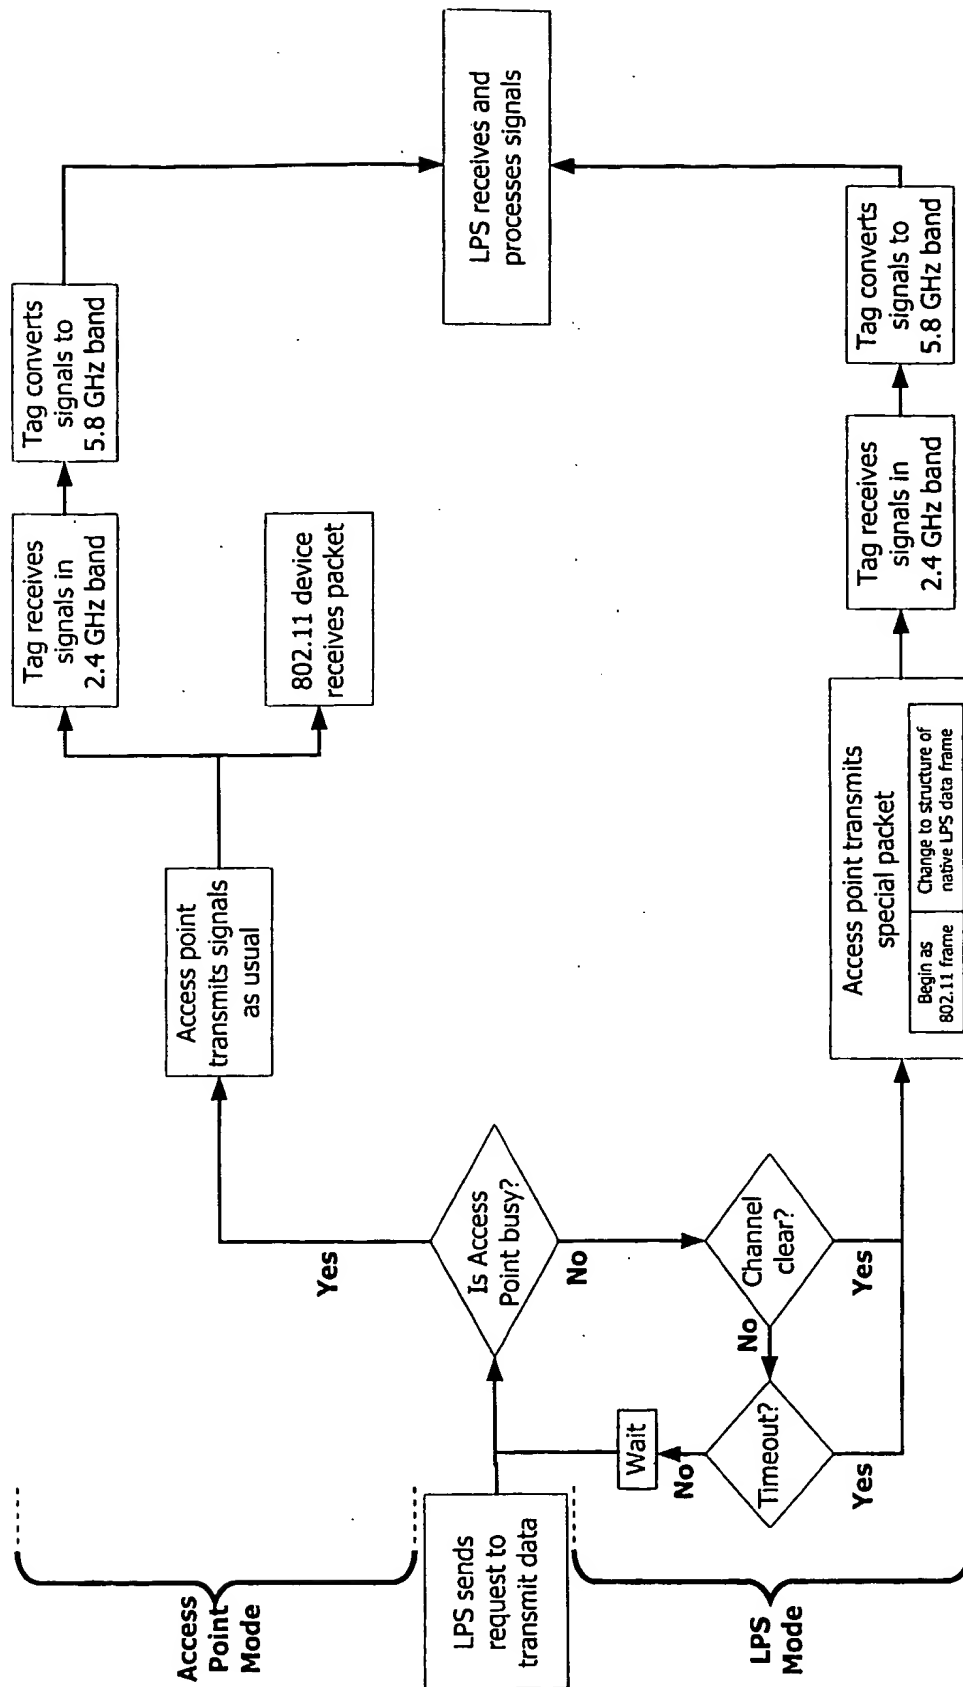 Access
Point
Mode
LPS sends
request to
transmit data
LPS
Mode
Is Access
Point busy?
Yes
No
Channel
clear?
Yes
No
Timeout?
Yes
No
Wait
Access point
transmits signals
as usual
Tag receives
signals in
2.4 GHz band
Tag converts
signals to
5.8 GHz band
802.11 device
receives packet
LPS receives and
processes signals
Access point transmits
special packet
Begin as
802.11 frame
Change to structure of
native LPS data frame
Tag receives
signals in
2.4 GHz band
Tag converts
signals to
5.8 GHz band